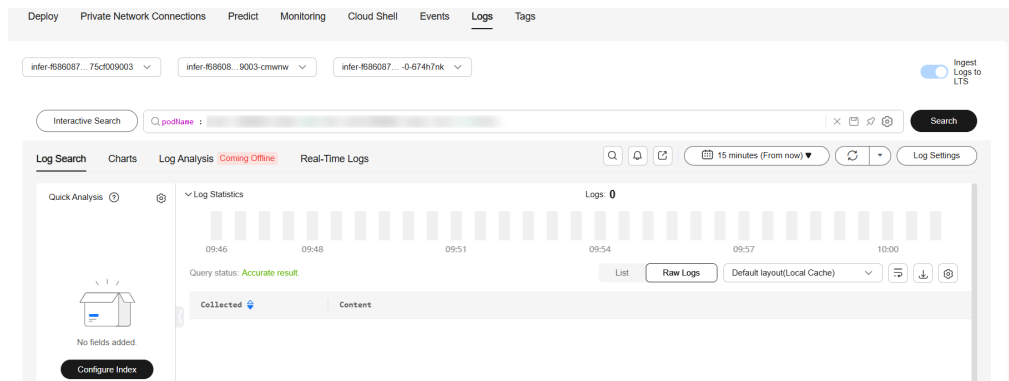 Deploy Private Network Connections Predict Monitoring Cloud Shell Events Logs Tags
infer-f686087... 75cf009003 infer-f68608...9003-cmwnw infer-f686087... -0-674h7nk
Ingest
Logs to
LTS
Interactive Search podName : Search
Log Search Charts Log Analysis Coming Offline Real-Time Logs 15 minutes (From now) Log Settings
Quick Analysis Log Statistics Logs: 0
09:46 09:48 09:51 09:54 09:57 10:00
Query status: Accurate result. List Raw Logs Default layout(Local Cache)
Collected Content
No fields added.
Configure Index